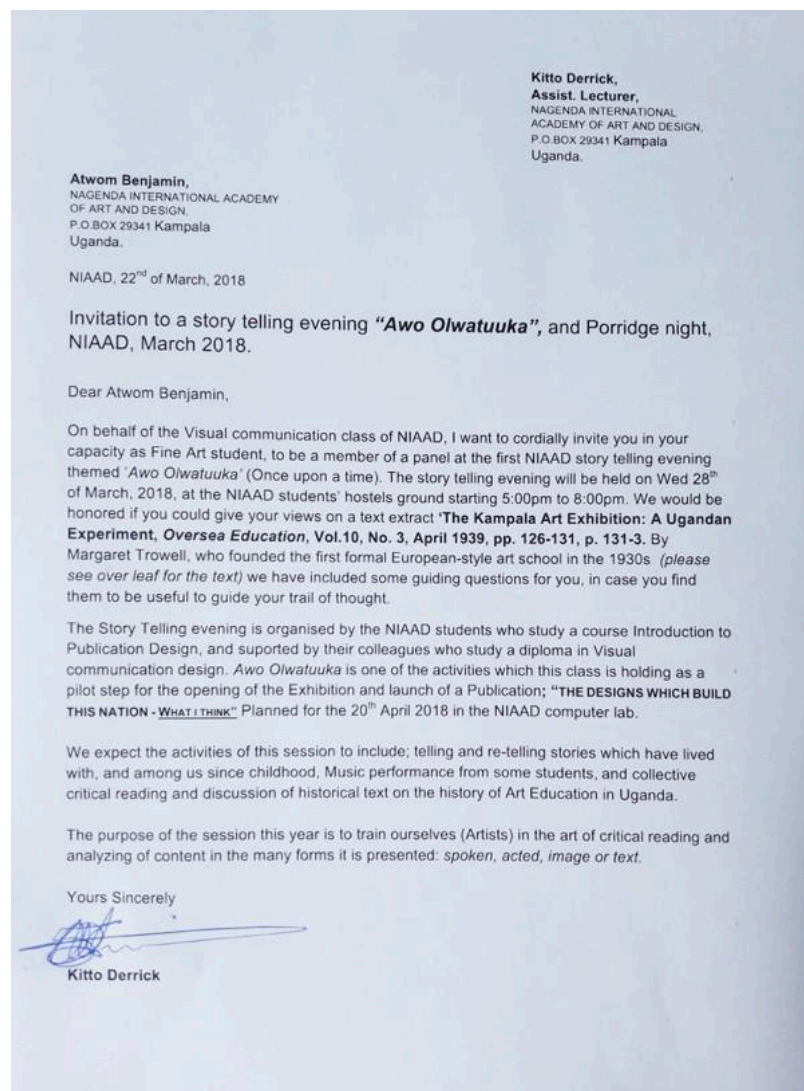 Kitto Derrick,
Assist. Lecturer,
NAGENDA INTERNATIONAL
ACADEMY OF ART AND DESIGN,
P.O.BOX 29341 Kampala
Uganda.
Atwom Benjamin,
NAGENDA INTERNATIONAL ACADEMY
OF ART AND DESIGN,
P.O.BOX 29341 Kampala
Uganda.
NIAAD, 22nd of March, 2018
Invitation to a story telling evening “Awo Olwatuuka”, and Porridge night,
NIAAD, March 2018.
Dear Atwom Benjamin,
On behalf of the Visual communication class of NIAAD, I want to cordially invite you in your
capacity as Fine Art student, to be a member of a panel at the first NIAAD story telling evening
themed ‘Awo Olwatuuka’ (Once upon a time). The story telling evening will be held on Wed 28th
of March, 2018, at the NIAAD students’ hostels ground starting 5:00pm to 8:00pm. We would be
honored if you could give your views on a text extract ‘The Kampala Art Exhibition: A Ugandan
Experiment, Oversea Education, Vol.10, No. 3, April 1939, pp. 126-131, p. 131-3. By
Margaret Trowell, who founded the first formal European-style art school in the 1930s (please
see over leaf for the text) we have included some guiding questions for you, in case you find
them to be useful to guide your trail of thought.
The Story Telling evening is organised by the NIAAD students who study a course Introduction to
Publication Design, and suported by their colleagues who study a diploma in Visual
communication design. Awo Olwatuuka is one of the activities which this class is holding as a
pilot step for the opening of the Exhibition and launch of a Publication; “THE DESIGNS WHICH BUILD
THIS NATION - WHAT I THINK” Planned for the 20th April 2018 in the NIAAD computer lab.
We expect the activities of this session to include; telling and re-telling stories which have lived
with, and among us since childhood, Music performance from some students, and collective
critical reading and discussion of historical text on the history of Art Education in Uganda.
The purpose of the session this year is to train ourselves (Artists) in the art of critical reading and
analyzing of content in the many forms it is presented: spoken, acted, image or text.
Yours Sincerely
Kitto Derrick